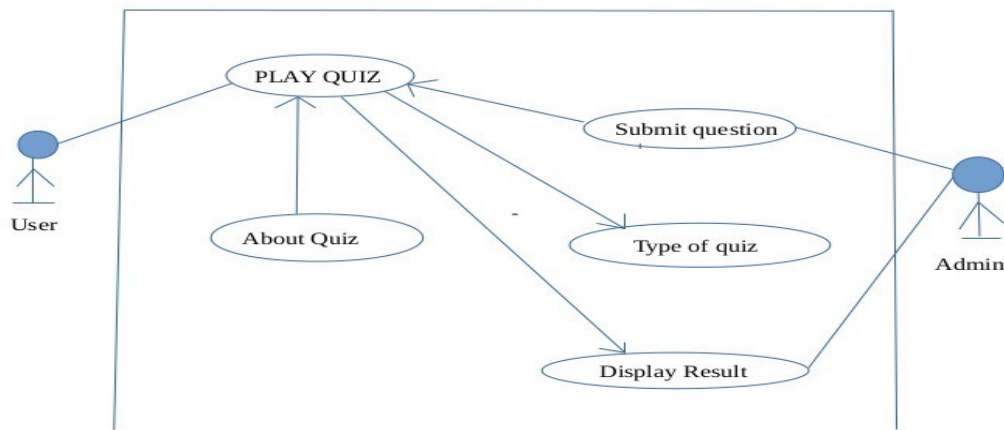 PLAY QUIZ
Submit question
User
About Quiz
Type of quiz
Admin
Display Result